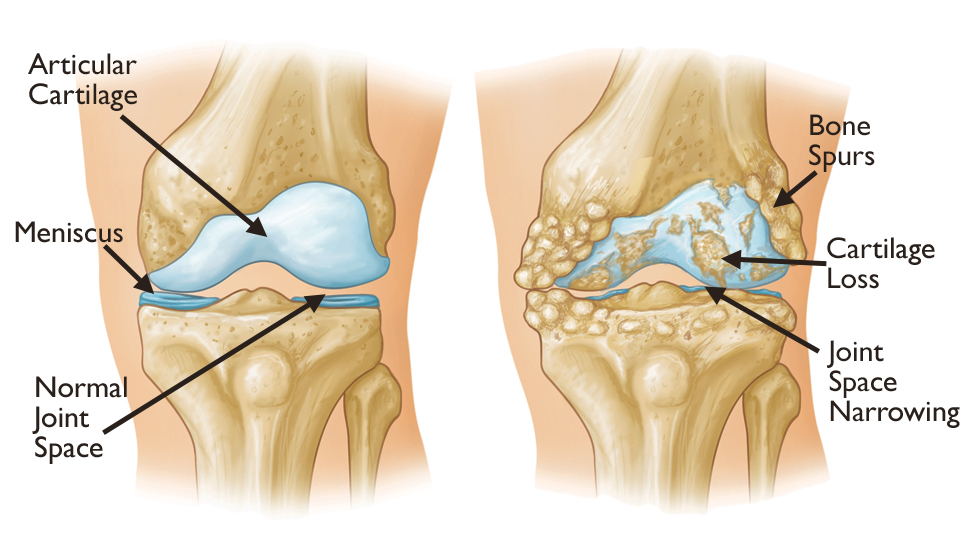 Articular
Cartilage
Meniscus
Normal
Joint
Space
Bone
Spurs
Cartilage
Loss
Joint
Space
Narrowing